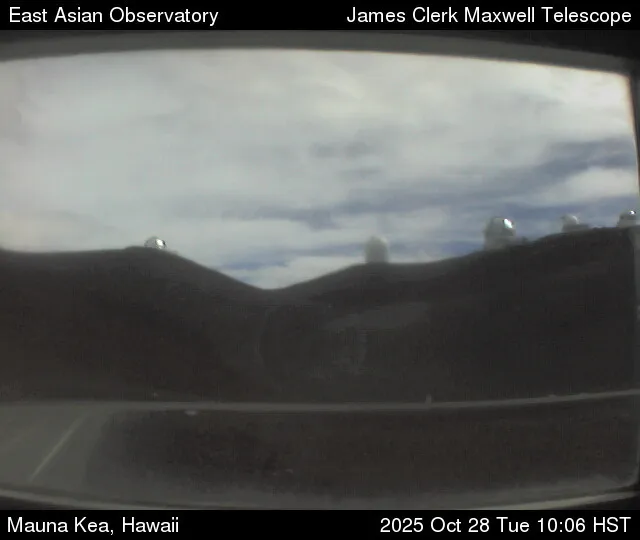 East Asian Observatory
James Clerk Maxwell Telescope
Mauna Kea, Hawaii
2025 Oct 28 Tue 10:06 HST